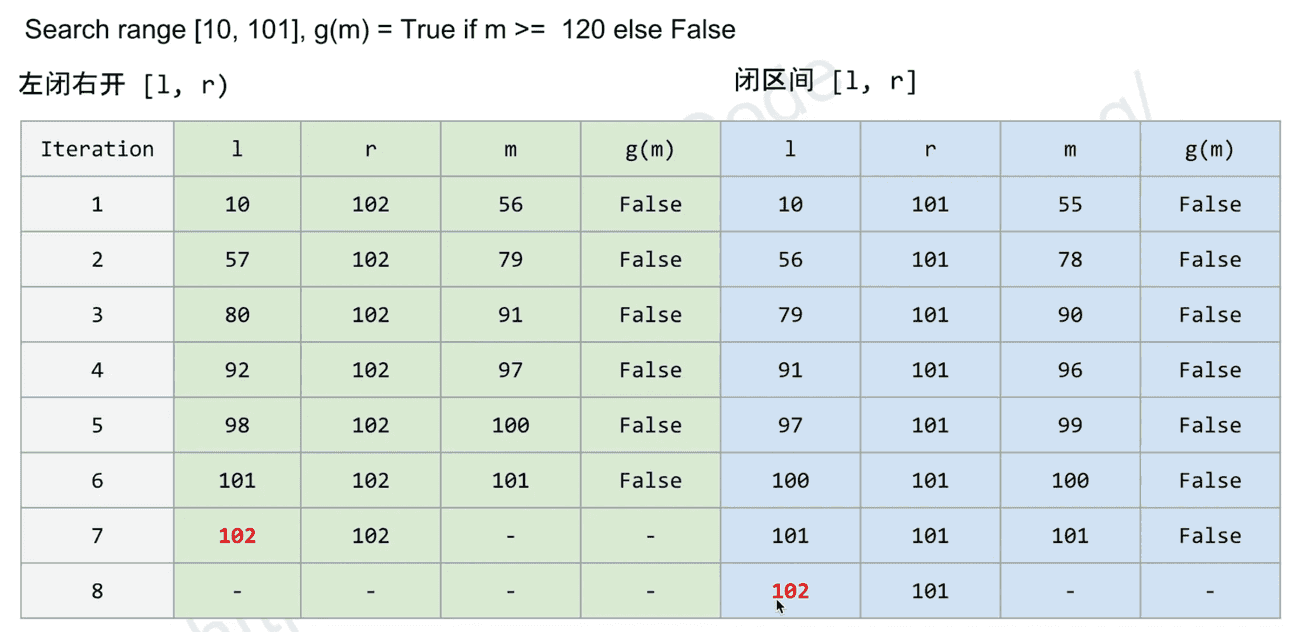 Search range [10, 101], g(m) = True if m >= 120 else False
左闭右开 [l, r)
闭区间 [l, r]
Iteration l r m g(m) l r m g(m)
1 10 102 56 False 10 101 55 False
2 57 102 79 False 56 101 78 False
3 80 102 91 False 79 101 90 False
4 92 102 97 False 91 101 96 False
5 98 102 100 False 97 101 99 False
6 101 102 101 False 100 101 100 False
7 102 102 - - 101 101 101 False
8 - - - - 102 101 - -